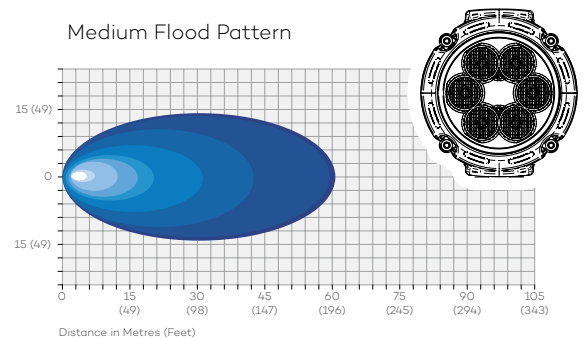 Medium Flood Pattern
15 (49)
0
15 (49)
0 15 30 45 60 75 90 105
(49) (98) (147) (196) (245) (294) (343)
Distance in Metres (Feet)